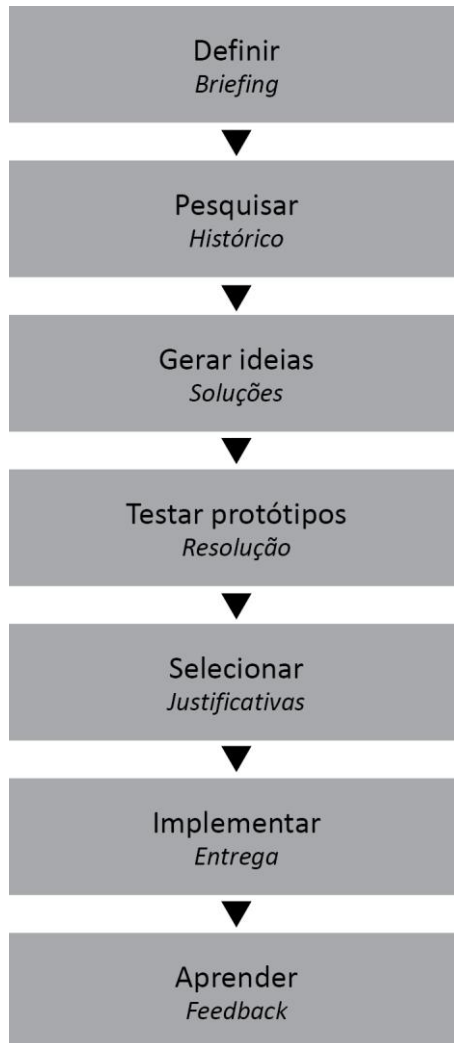 Definir
Briefing
Pesquisar
Histórico
Gerar ideias
Soluções
Testar protótipos
Resolução
Selecionar
Justificativas
Implementar
Entrega
Aprender
Feedback